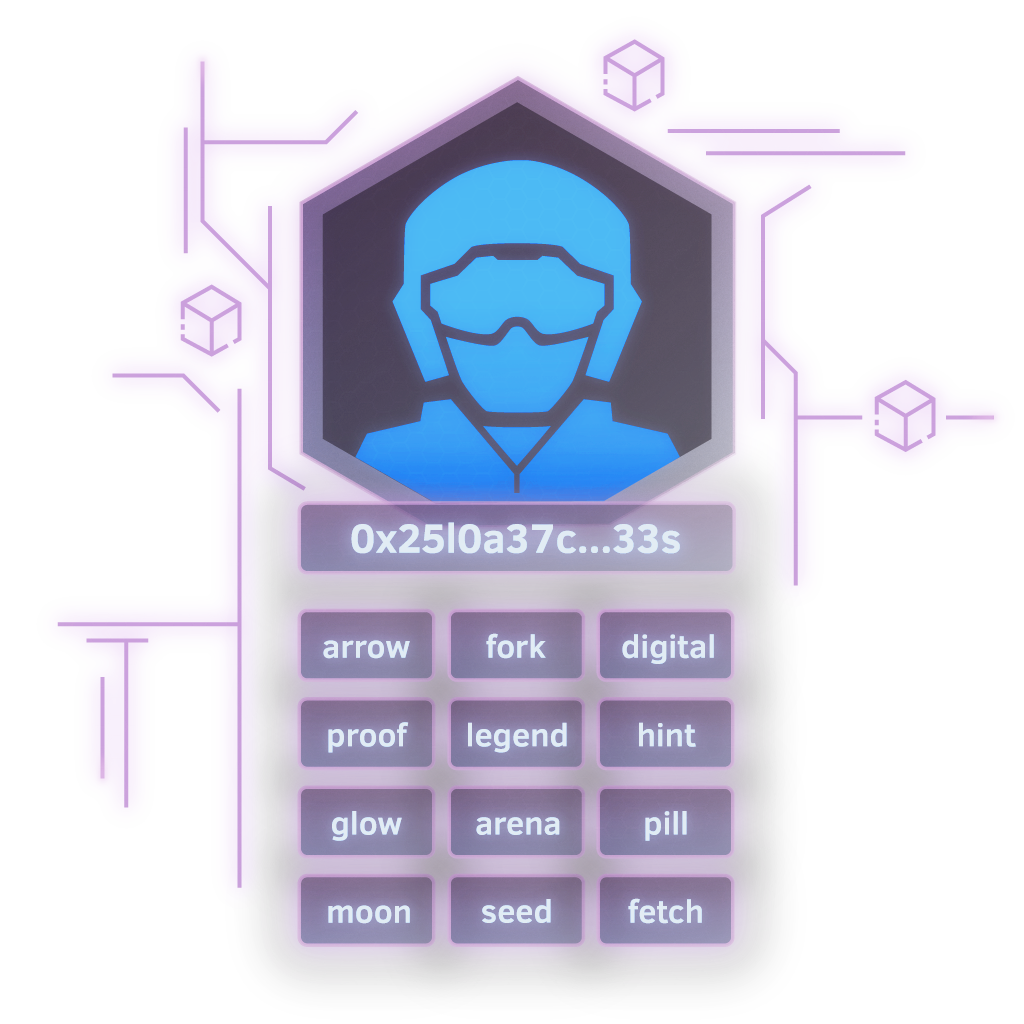 0x25l0a37c...33s
arrow fork digital
proof legend hint
glow arena pill
moon seed fetch